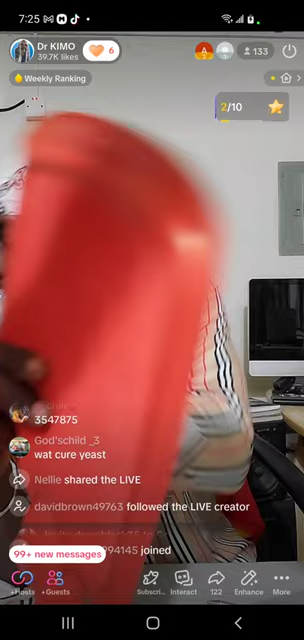 7:25
Dr KIMO
39.7K likes
6
133
Weekly Ranking
2/10
3547875
God'schild _3
wat cure yeast
Nellie shared the LIVE
davidbrown49763 followed the LIVE creator
99+ new messages
994145 joined
+Hosts
+Guests
Subscri...
Interact
122
Enhance
More